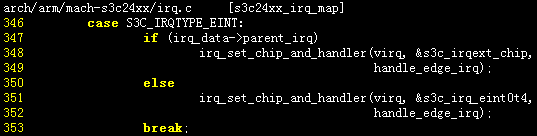 arch/arm/mach-s3c24xx/irq.c     [s3c24xx_irq_map]
346         case S3C_IRQTYPE_EINT:
347                 if (irq_data->parent_irq)
348                         irq_set_chip_and_handler(virq, &s3c_irqext_chip,
349                                                  handle_edge_irq);
350                 else
351                         irq_set_chip_and_handler(virq, &s3c_irq_eint0t4,
352                                                  handle_edge_irq);
353                 break;